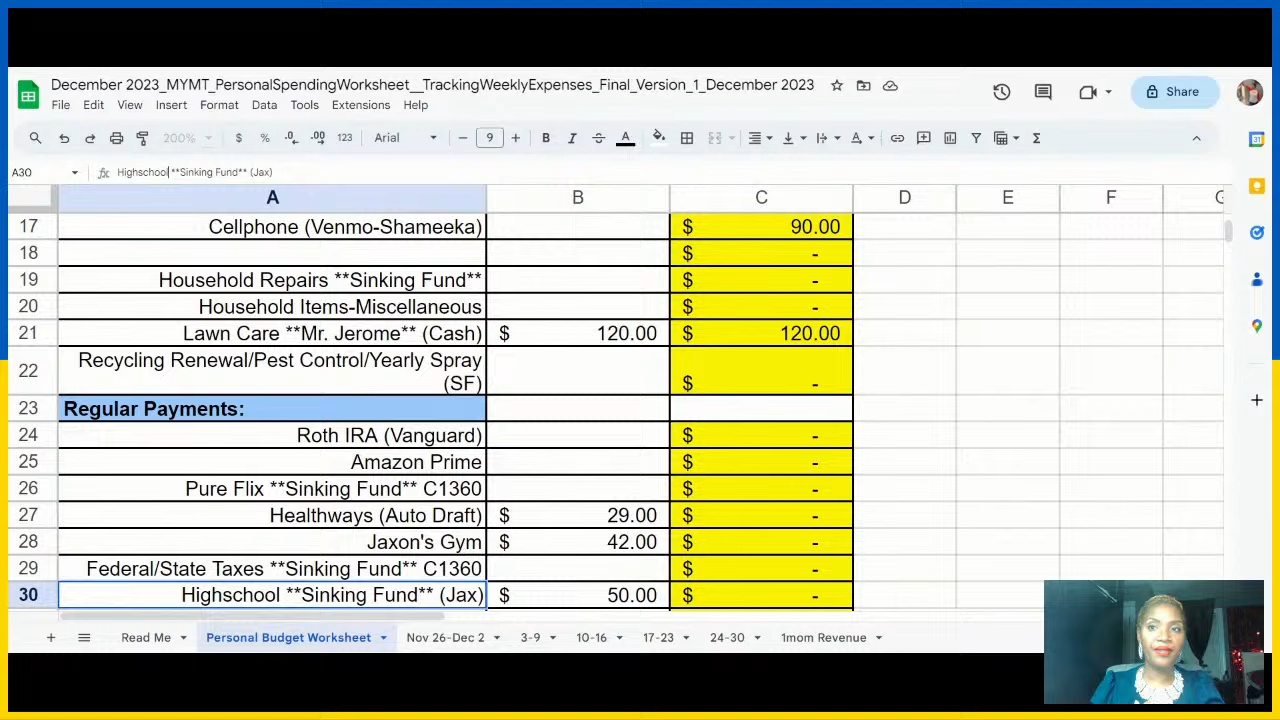 December 2023_MYMT_PersonalSpendingWorksheet__TrackingWeeklyExpenses_Final_Version_1_December 2023
File Edit View Insert Format Data Tools Extensions Help
Share
200% $ % .0 .00 123 Arial 9 B I S A Σ
A30 fx Highschool **Sinking Fund** (Jax)
A B C D E F G
17 Cellphone (Venmo-Shameeka) $ 90.00
18 $ -
19 Household Repairs **Sinking Fund** $ -
20 Household Items-Miscellaneous $ -
21 Lawn Care **Mr. Jerome** (Cash) $ 120.00 $ 120.00
22 Recycling Renewal/Pest Control/Yearly Spray
(SF) $ -
23 Regular Payments:
24 Roth IRA (Vanguard) $ -
25 Amazon Prime $ -
26 Pure Flix **Sinking Fund** C1360 $ -
27 Healthways (Auto Draft) $ 29.00 $ -
28 Jaxon's Gym $ 42.00 $ -
29 Federal/State Taxes **Sinking Fund** C1360 $ -
30 Highschool **Sinking Fund** (Jax) $ 50.00 $ -
Read Me Personal Budget Worksheet Nov 26-Dec 2 3-9 10-16 17-23 24-30 1mom Revenue